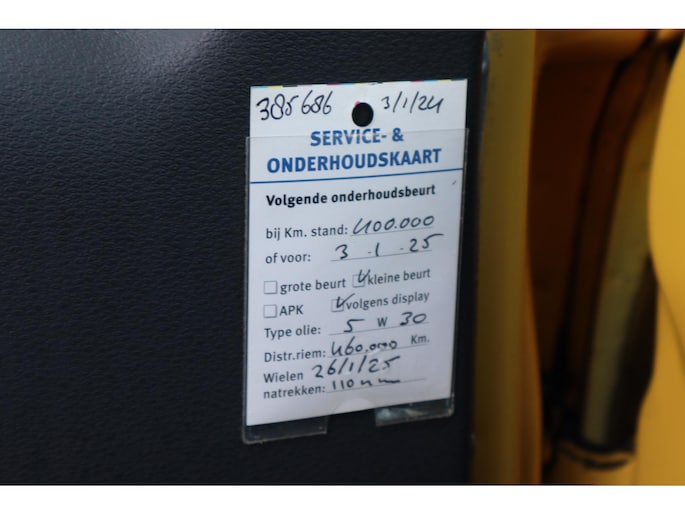 385686 3/1/24
SERVICE- &
ONDERHOUDSKAART
Volgende onderhoudsbeurt
bij Km. stand: 400.000
of voor: 3 - 1 - 25
grote beurt kleine beurt
APK volgens display
Type olie: 5 W 30
Distr.riem: 460.000 Km.
Wielen 26/1/25
natrekken: 110 nm